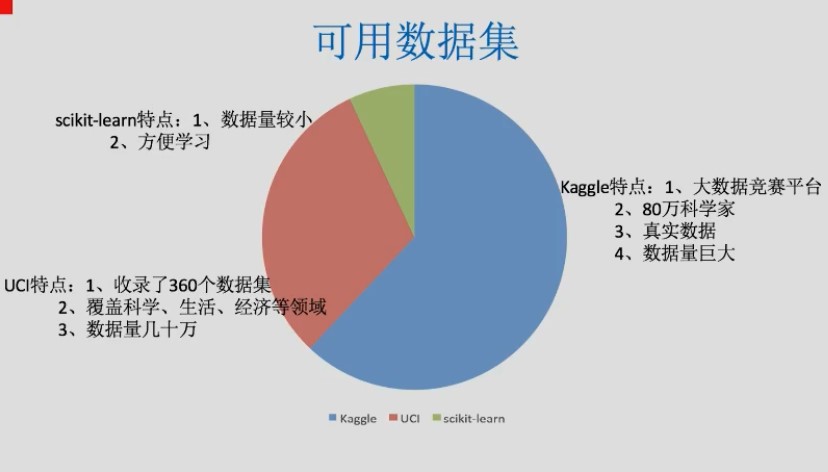 可用数据集
scikit-learn特点：1、数据量较小
2、方便学习
Kaggle特点：1、大数据竞赛平台
2、80万科学家
3、真实数据
4、数据量巨大
UCI特点：1、收录了360个数据集
2、覆盖科学、生活、经济等领域
3、数据量几十万
Kaggle UCI scikit-learn